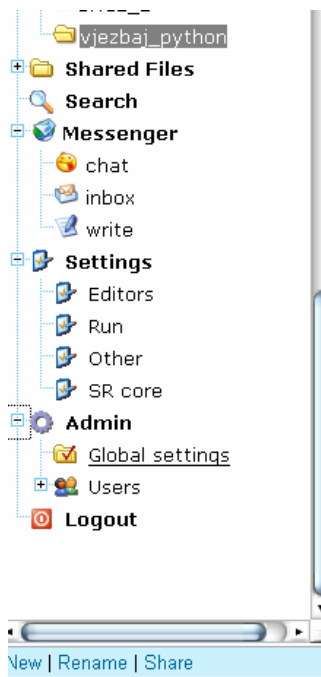 vjezbaj_python
Shared Files
Search
Messenger
chat
inbox
write
Settings
Editors
Run
Other
SR core
Admin
Global settings
Users
Logout
New | Rename | Share